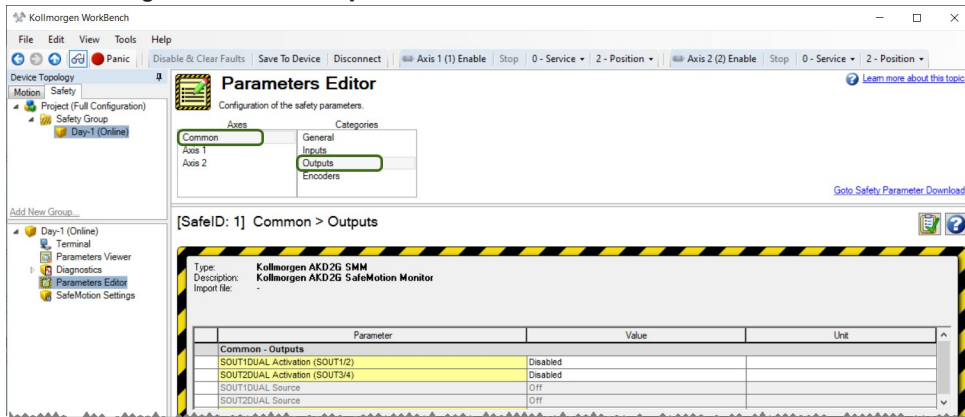 Kollmorgen WorkBench
File Edit View Tools Help
Panic Disable & Clear Faults Save To Device Disconnect Axis 1 (1) Enable Stop 0 - Service 2 - Position Axis 2 (2) Enable Stop 0 - Service 2 - Position
Device Topology
Motion Safety
Project (Full Configuration)
Safety Group
Day-1 (Online)
Add New Group...
Day-1 (Online)
Terminal
Parameters Viewer
Diagnostics
Parameters Editor
SafeMotion Settings
Parameters Editor
Learn more about this topic
Configuration of the safety parameters.
Axes Categories
Common General
Axis 1 Inputs
Axis 2 Outputs
Encoders
Goto Safety Parameter Download
[SafeID: 1] Common > Outputs
Type: Kollmorgen AKD2G SMM
Description: Kollmorgen AKD2G SafeMotion Monitor
Import file: -
Parameter Value Unit
Common - Outputs
SOUT1DUAL Activation (SOUT1/2) Disabled
SOUT2DUAL Activation (SOUT3/4) Disabled
SOUT1DUAL Source Off
SOUT2DUAL Source Off